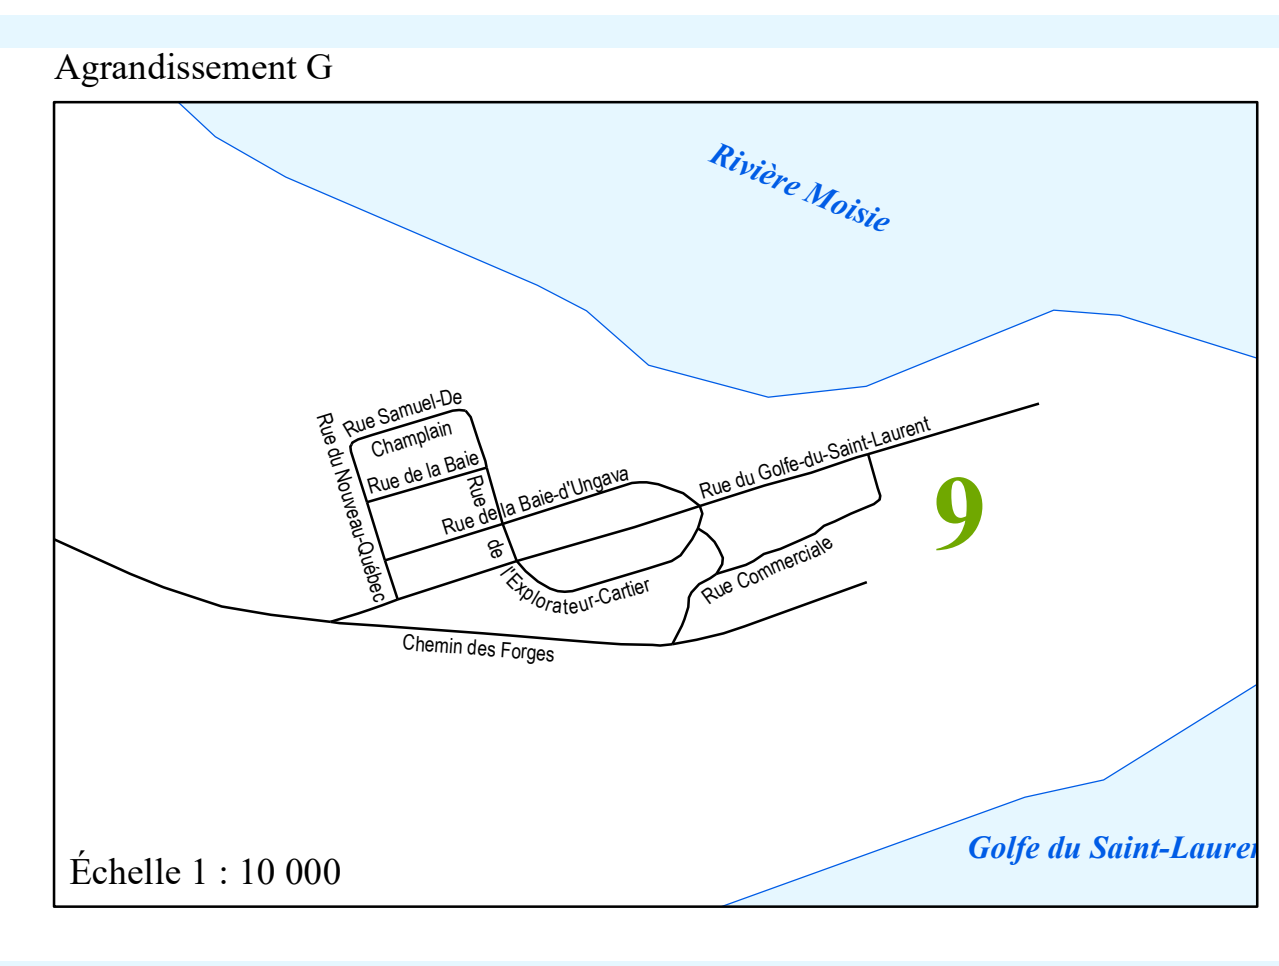 Agrandissement G
Rivière Moisie
Rue Samuel-De
Champlain
Rue du Nouveau-Québec
Rue de la Baie
Rue de la Baie-d'Ungava
Rue du Golfe-du-Saint-Laurent
Rue de l'Explorateur-Cartier
Rue Commerciale
9
Chemin des Forges
Golfe du Saint-Lauren
Échelle 1 : 10 000